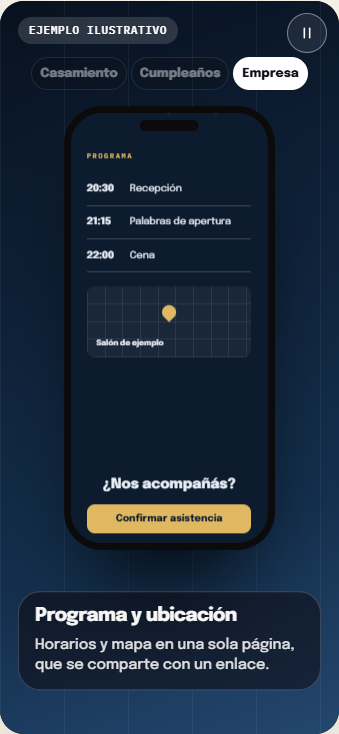 EJEMPLO ILUSTRATIVO
Casamiento Cumpleaños Empresa
PROGRAMA
20:30 Recepción
21:15 Palabras de apertura
22:00 Cena
Salón de ejemplo
¿Nos acompañás?
Confirmar asistencia
Programa y ubicación
Horarios y mapa en una sola página,
que se comparte con un enlace.